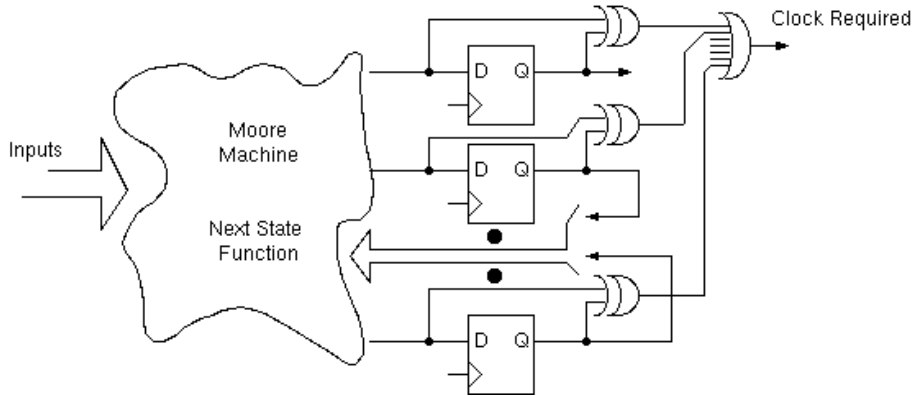 Clock Required
D Q
Moore
Machine
Inputs
D Q
Next State
Function
D Q